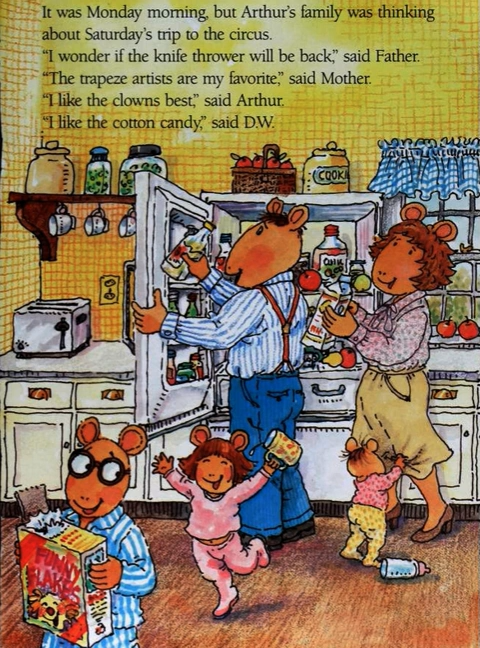 It was Monday morning, but Arthur's family was thinking
about Saturday's trip to the circus.
"I wonder if the knife thrower will be back," said Father.
"The trapeze artists are my favorite," said Mother.
"I like the clowns best," said Arthur.
"I like the cotton candy," said D.W.
COOKI